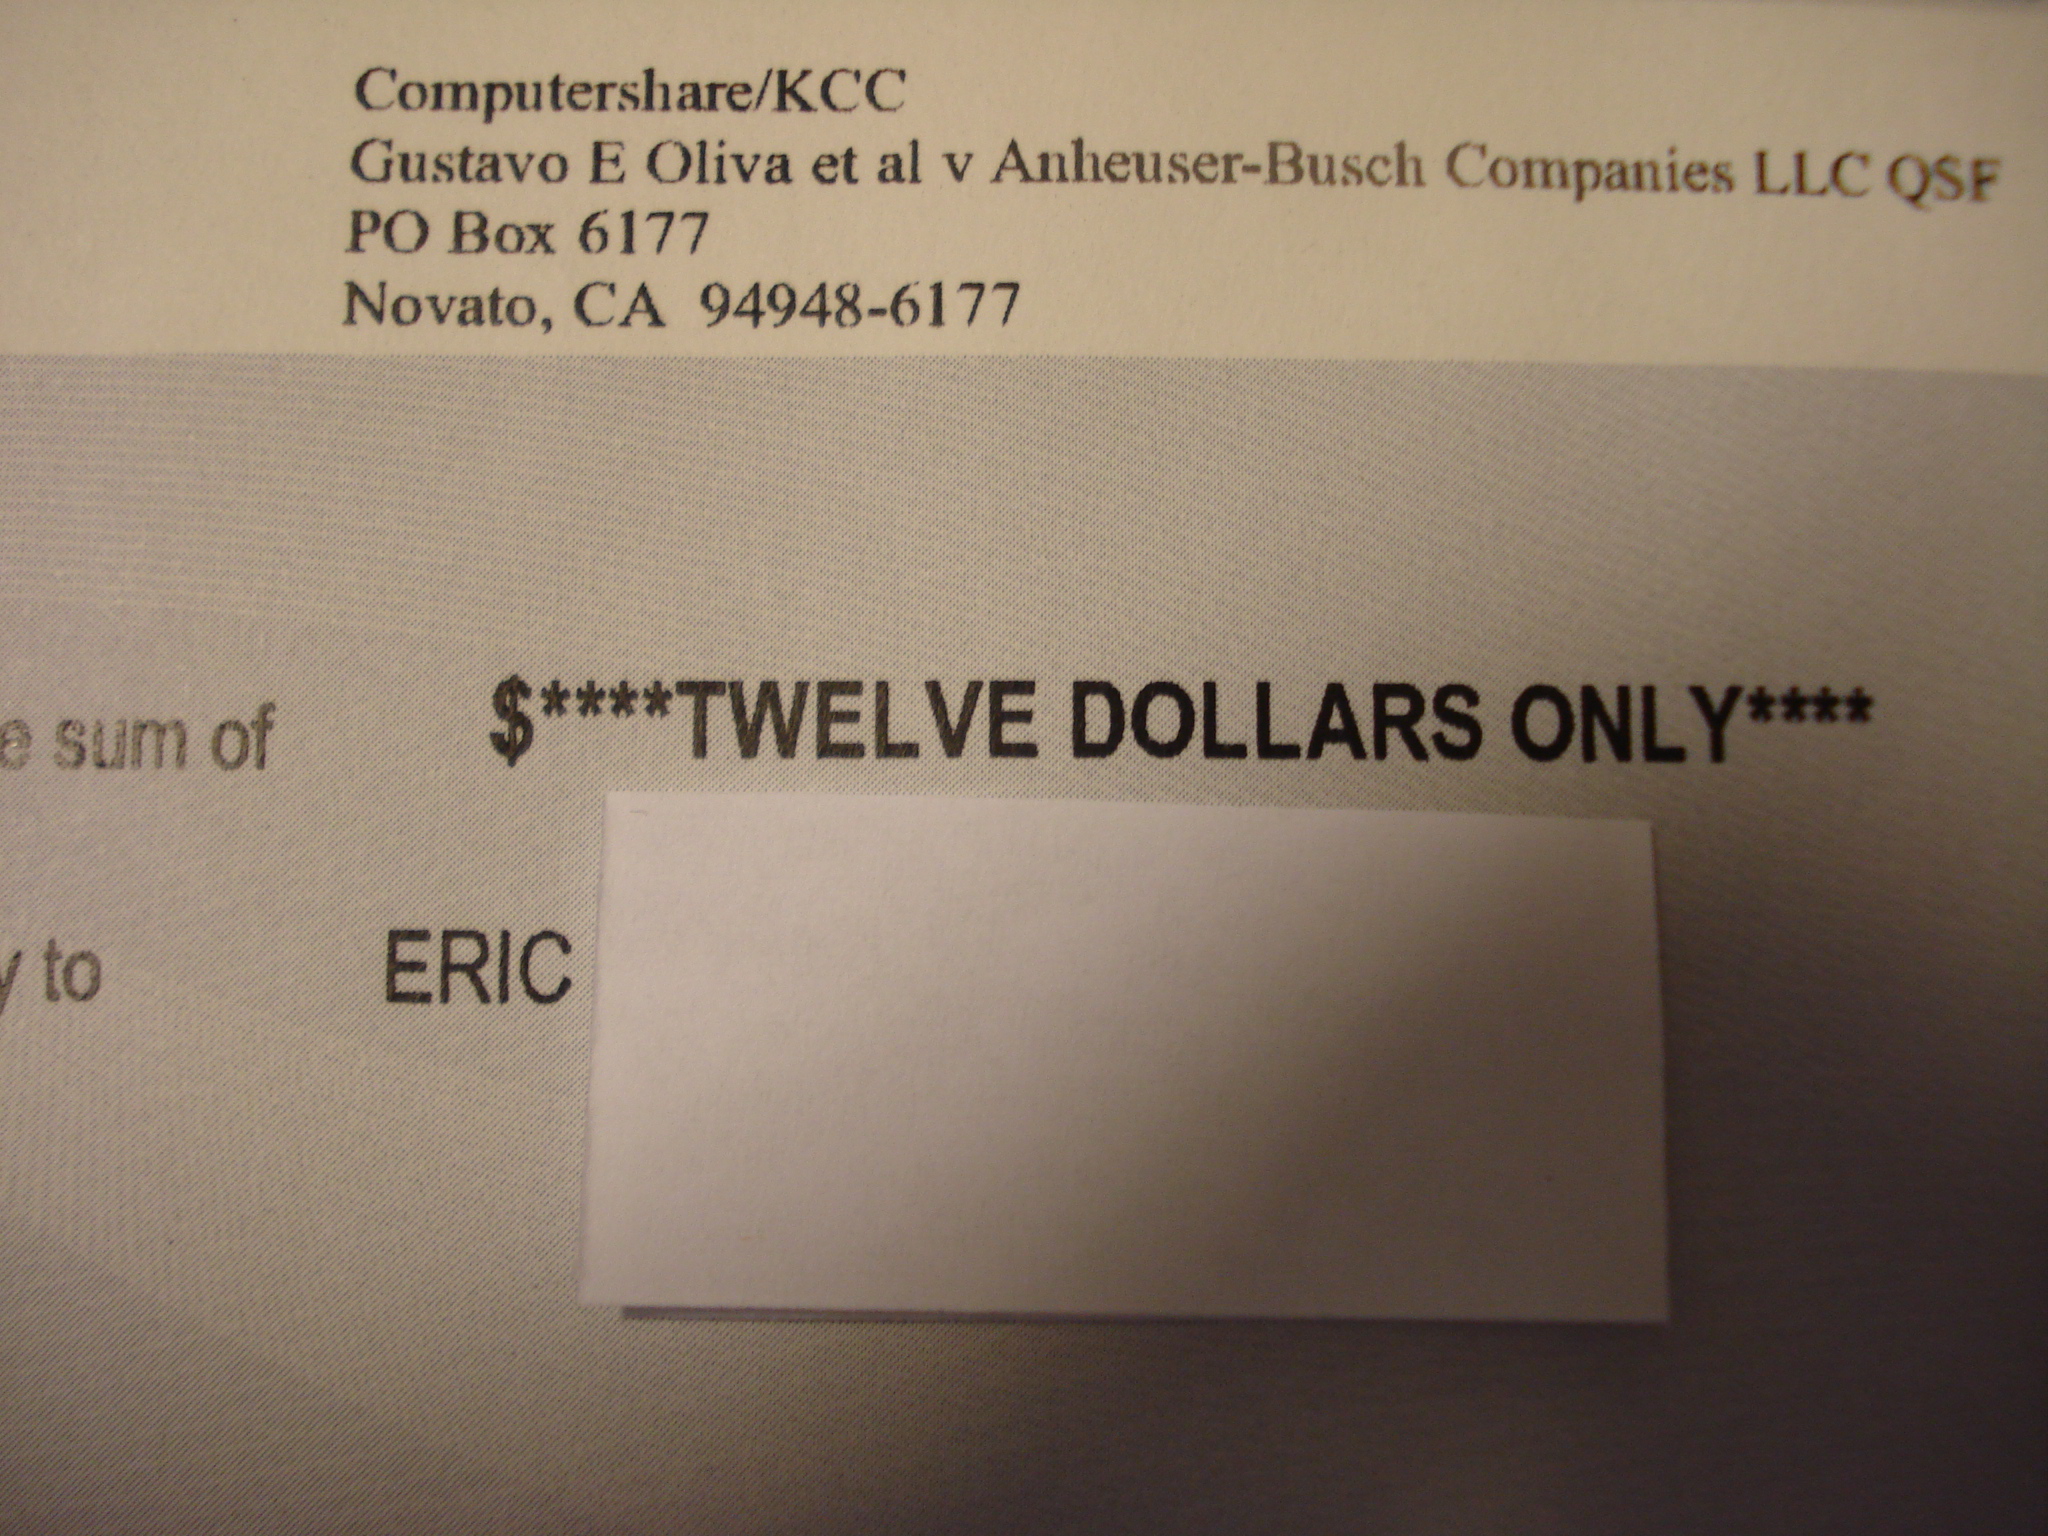 Computershare/KCC
Gustavo E Oliva et al v Anheuser-Busch Companies LLC QSF
PO Box 6177
Novato, CA 94948-6177
e sum of $****TWELVE DOLLARS ONLY****
y to ERIC